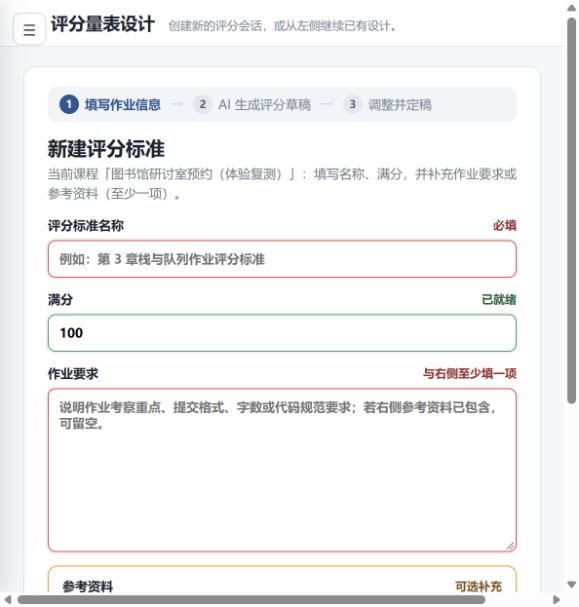 评分量表设计 创建新的评分会话，或从左侧继续已有设计。
1 填写作业信息 → 2 AI 生成评分草稿 → 3 调整并定稿
新建评分标准
当前课程「图书馆研讨室预约（体验复测）」：填写名称、满分，并补充作业要求或
参考资料（至少一项）。
评分标准名称 必填
例如：第 3 章栈与队列作业评分标准
满分 已就绪
100
作业要求 与右侧至少填一项
说明作业考察重点、提交格式、字数或代码规范要求；若右侧参考资料已包含，
可留空。
参考资料 可选补充